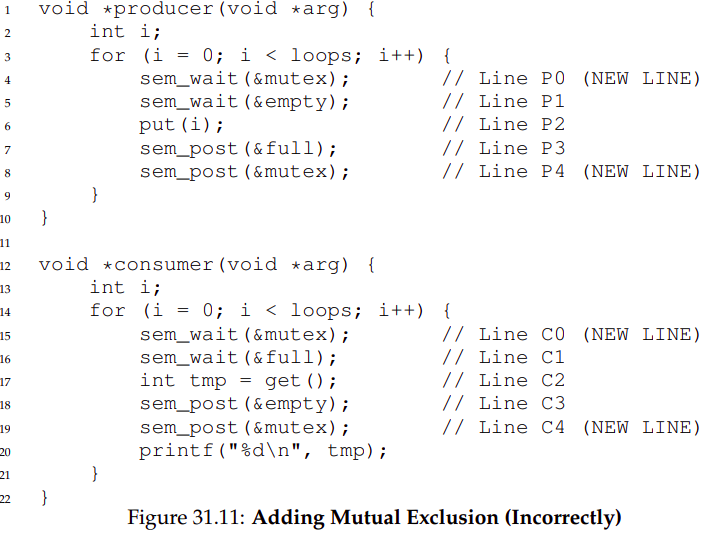 1 void *producer(void *arg) {
2     int i;
3     for (i = 0; i < loops; i++) {
4         sem_wait(&mutex);        // Line P0 (NEW LINE)
5         sem_wait(&empty);        // Line P1
6         put(i);                  // Line P2
7         sem_post(&full);         // Line P3
8         sem_post(&mutex);        // Line P4 (NEW LINE)
9     }
10 }
11
12 void *consumer(void *arg) {
13     int i;
14     for (i = 0; i < loops; i++) {
15         sem_wait(&mutex);        // Line C0 (NEW LINE)
16         sem_wait(&full);         // Line C1
17         int tmp = get();         // Line C2
18         sem_post(&empty);        // Line C3
19         sem_post(&mutex);        // Line C4 (NEW LINE)
20         printf("%d\n", tmp);
21     }
22 }
Figure 31.11: Adding Mutual Exclusion (Incorrectly)